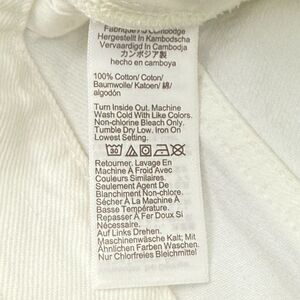 Fabriqué Au Cambodge
Hergestellt In Kambodscha
Vervaardigd In Cambodja
カンボジア製
hecho en camboya
100% Cotton/ Coton/
Baumwolle/ Katoen/ 綿/
algodón
Turn Inside Out. Machine
Wash Cold With Like Colors.
Non-chlorine Bleach Only.
Tumble Dry Low. Iron On
Lowest Setting.
30
Retourner. Lavage En
Machine À Froid Avec
Couleurs Similaires.
Seulement Agent De
Blanchiment Non-chlore.
Sécher À La Machine À
Basse Température.
Repasser À Fer Doux Si
Nécessaire.
Auf Links Drehen.
Maschinenwäsche Kalt; Mit
Ähnlichen Farben Waschen.
Nur Chlorfreies Bleichmittel